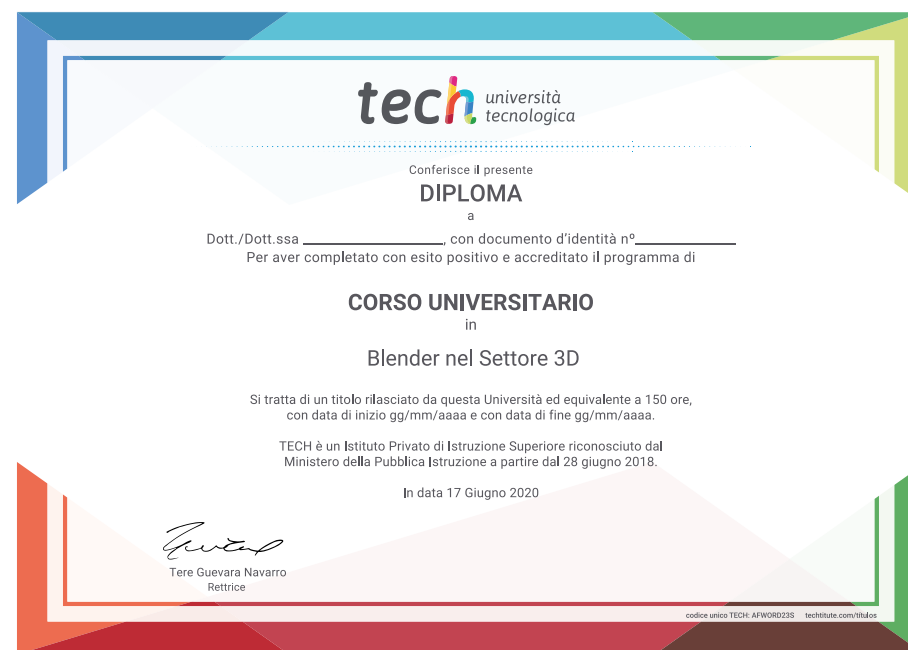 tech università
tecnologica
Conferisce il presente
DIPLOMA
a
Dott./Dott.ssa ____________________, con documento d'identità nº______________
Per aver completato con esito positivo e accreditato il programma di
CORSO UNIVERSITARIO
in
Blender nel Settore 3D
Si tratta di un titolo rilasciato da questa Università ed equivalente a 150 ore,
con data di inizio gg/mm/aaaa e con data di fine gg/mm/aaaa.
TECH è un Istituto Privato di Istruzione Superiore riconosciuto dal
Ministero della Pubblica Istruzione a partire dal 28 giugno 2018.
In data 17 Giugno 2020
Tere Guevara Navarro
Rettrice
codice unico TECH: AFWORD23S techtitute.com/titulos